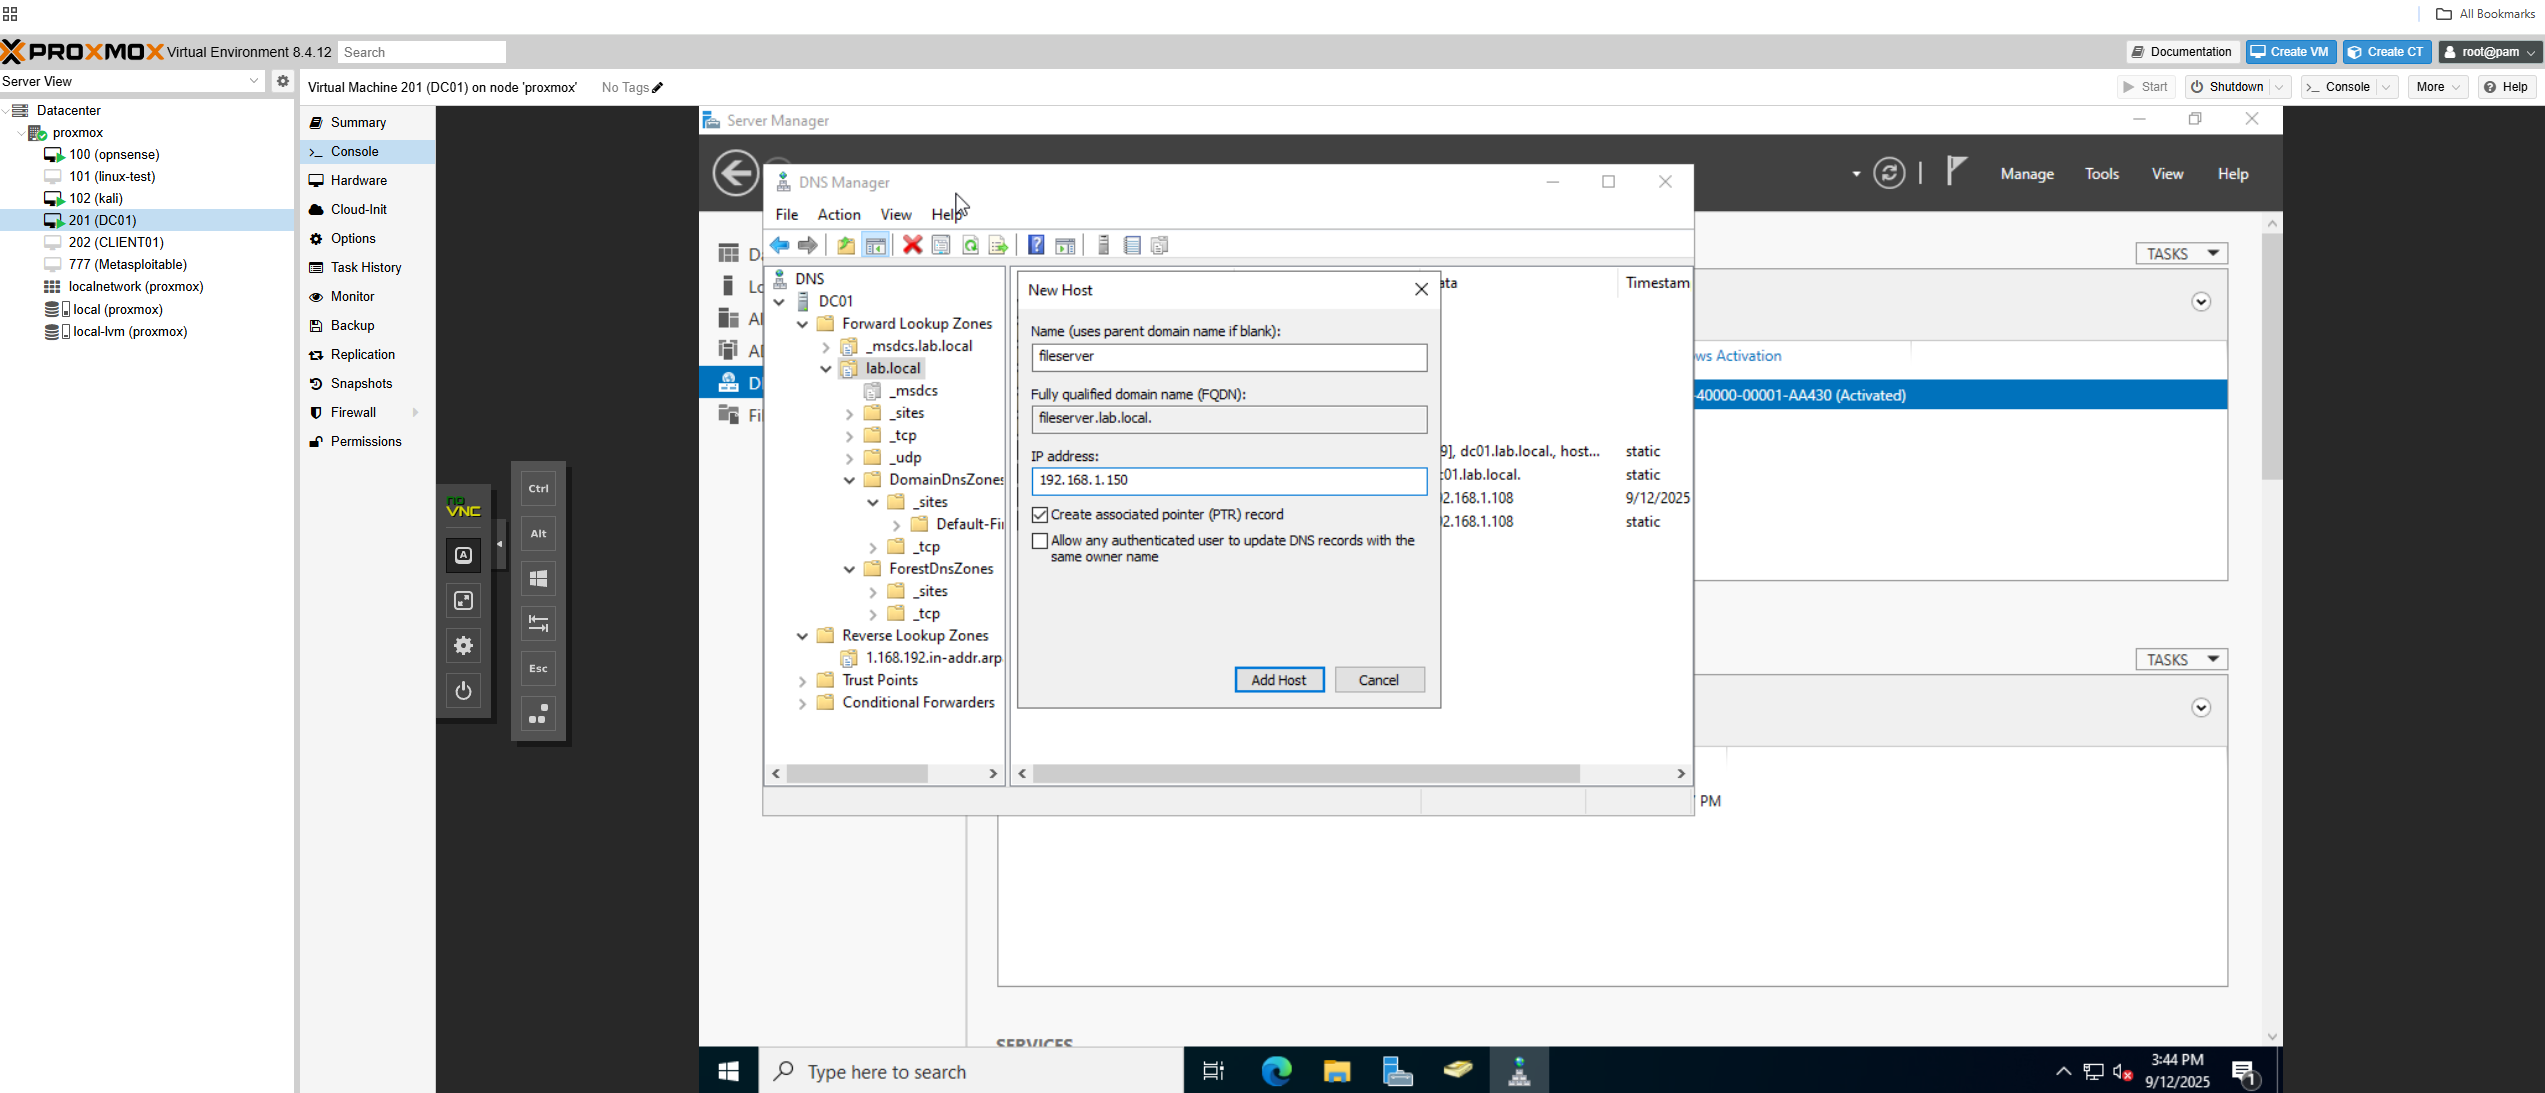 All Bookmarks
PROXMOX Virtual Environment 8.4.12 Search
Documentation Create VM Create CT root@pam
Server View
Virtual Machine 201 (DC01) on node 'proxmox' No Tags
Start Shutdown Console More Help
Datacenter
proxmox
100 (opnsense)
101 (linux-test)
102 (kali)
201 (DC01)
202 (CLIENT01)
777 (Metasploitable)
localnetwork (proxmox)
local (proxmox)
local-lvm (proxmox)
Summary
Console
Hardware
Cloud-Init
Options
Task History
Monitor
Backup
Replication
Snapshots
Firewall
Permissions
no
VNC
A
Ctrl
Alt
Esc
Server Manager
Manage Tools View Help
DNS Manager
File Action View Help
DNS
DC01
Forward Lookup Zones
_msdcs.lab.local
lab.local
_msdcs
_sites
_tcp
_udp
DomainDnsZones
_sites
Default-Fi
_tcp
ForestDnsZones
_sites
_tcp
Reverse Lookup Zones
1.168.192.in-addr.arp
Trust Points
Conditional Forwarders
ata Timestam
9], dc01.lab.local., host... static
:01.lab.local. static
2.168.1.108 9/12/2025
2.168.1.108 static
New Host
Name (uses parent domain name if blank):
fileserver
Fully qualified domain name (FQDN):
fileserver.lab.local.
IP address:
192.168.1.150
Create associated pointer (PTR) record
Allow any authenticated user to update DNS records with the
same owner name
Add Host Cancel
TASKS
ws Activation
-40000-00001-AA430 (Activated)
TASKS
PM
SERVICES
Type here to search
3:44 PM
9/12/2025
1